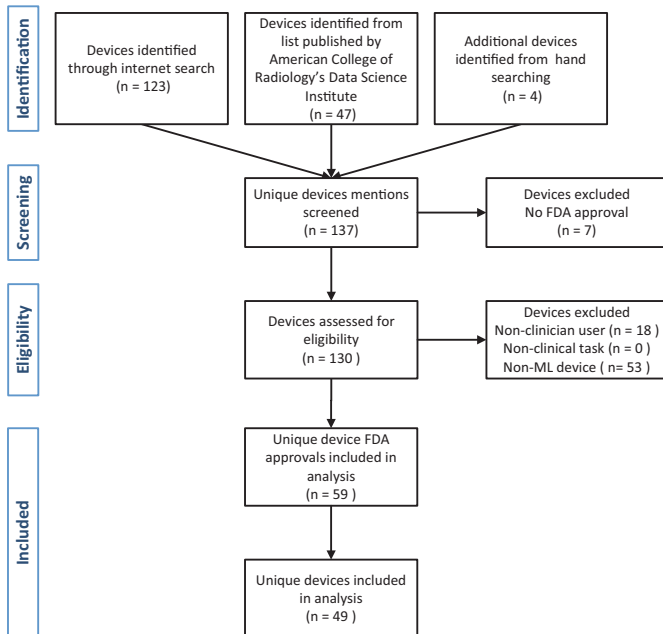 Identification
Devices identified
through internet search
(n = 123)
Devices identified from
list published by
American College of
Radiology's Data Science
Institute
(n = 47)
Additional devices
identified from hand
searching
(n = 4)
Screening
Unique devices mentions
screened
(n = 137)
Devices excluded
No FDA approval
(n = 7)
Eligibility
Devices assessed for
eligibility
(n = 130 )
Devices excluded
Non-clinician user (n = 18 )
Non-clinical task (n = 0 )
Non-ML device ( n= 53 )
Included
Unique device FDA
approvals included in
analysis
(n = 59 )
Unique devices included
in analysis
(n = 49 )